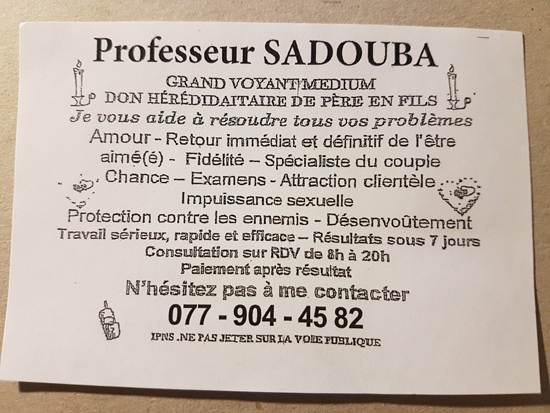 Professeur SADOUBA
GRAND VOYANT MEDIUM
DON HÉRÉDIDAITAIRE DE PÈRE EN FILS
Je vous aide à résoudre tous vos problèmes
Amour - Retour immédiat et définitif de l'être
aimé(é) - Fidélité – Spécialiste du couple
Chance – Examens - Attraction clientèle
Impuissance sexuelle
Protection contre les ennemis - Désenvoûtement
Travail sérieux, rapide et efficace – Résultats sous 7 jours
Consultation sur RDV de 8h à 20h
Paiement après résultat
N'hésitez pas à me contacter
077 - 904 - 45 82
IPNS .NE PAS JETER SUR LA VOIE PUBLIQUE